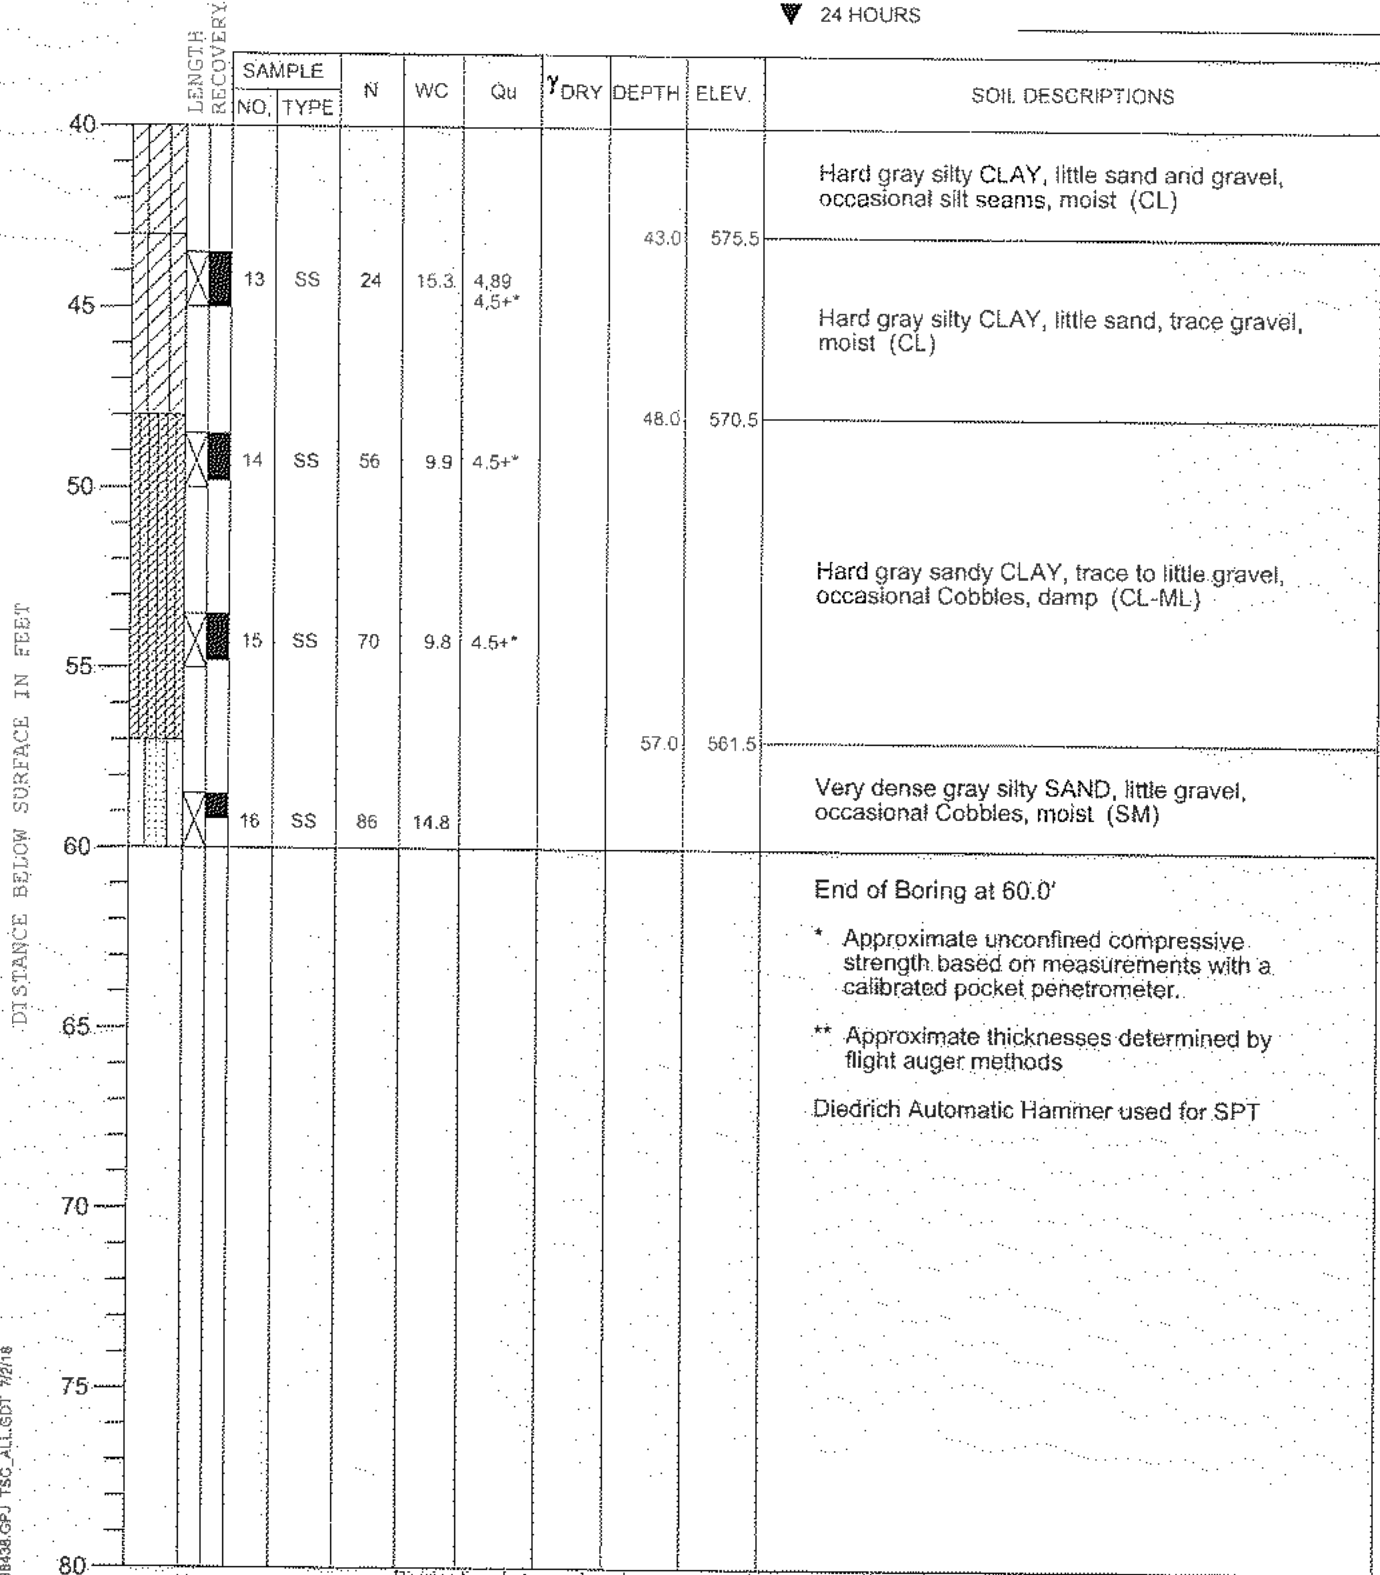 ▼ 24 HOURS
LENGTH
RECOVERY
SAMPLE
NO. TYPE N WC Qu γDRY DEPTH ELEV. SOIL DESCRIPTIONS
40
Hard gray silty CLAY, little sand and gravel,
occasional silt seams, moist (CL)
43.0 575.5
13 SS 24 15.3 4.89
4.5+*
45
Hard gray silty CLAY, little sand, trace gravel,
moist (CL)
48.0 570.5
14 SS 56 9.9 4.5+*
50
Hard gray sandy CLAY, trace to little gravel,
occasional Cobbles, damp (CL-ML)
15 SS 70 9.8 4.5+*
55
57.0 561.5
Very dense gray silty SAND, little gravel,
occasional Cobbles, moist (SM)
16 SS 86 14.8
60
End of Boring at 60.0'
* Approximate unconfined compressive
strength based on measurements with a
calibrated pocket penetrometer.
65
** Approximate thicknesses determined by
flight auger methods
Diedrich Automatic Hammer used for SPT
70
75
80
DISTANCE BELOW SURFACE IN FEET
18438.GPJ TSC_ALL.GDT 7/2/18